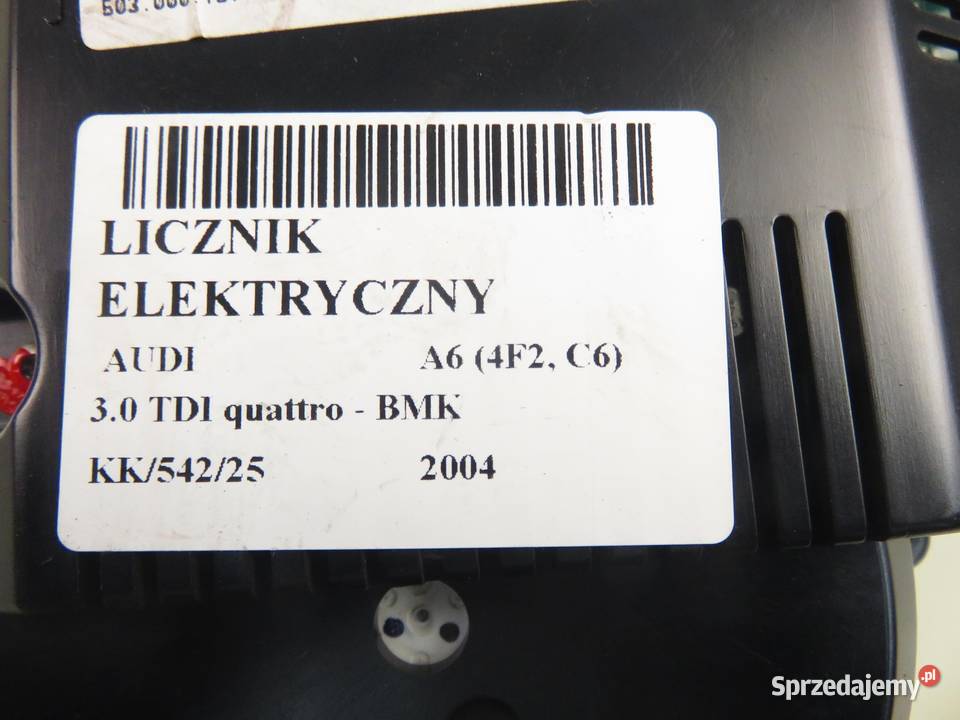 LICZNIK
ELEKTRYCZNY
AUDI A6 (4F2, C6)
3.0 TDI quattro - BMK
KK/542/25 2004
Sprzedajemy.pl